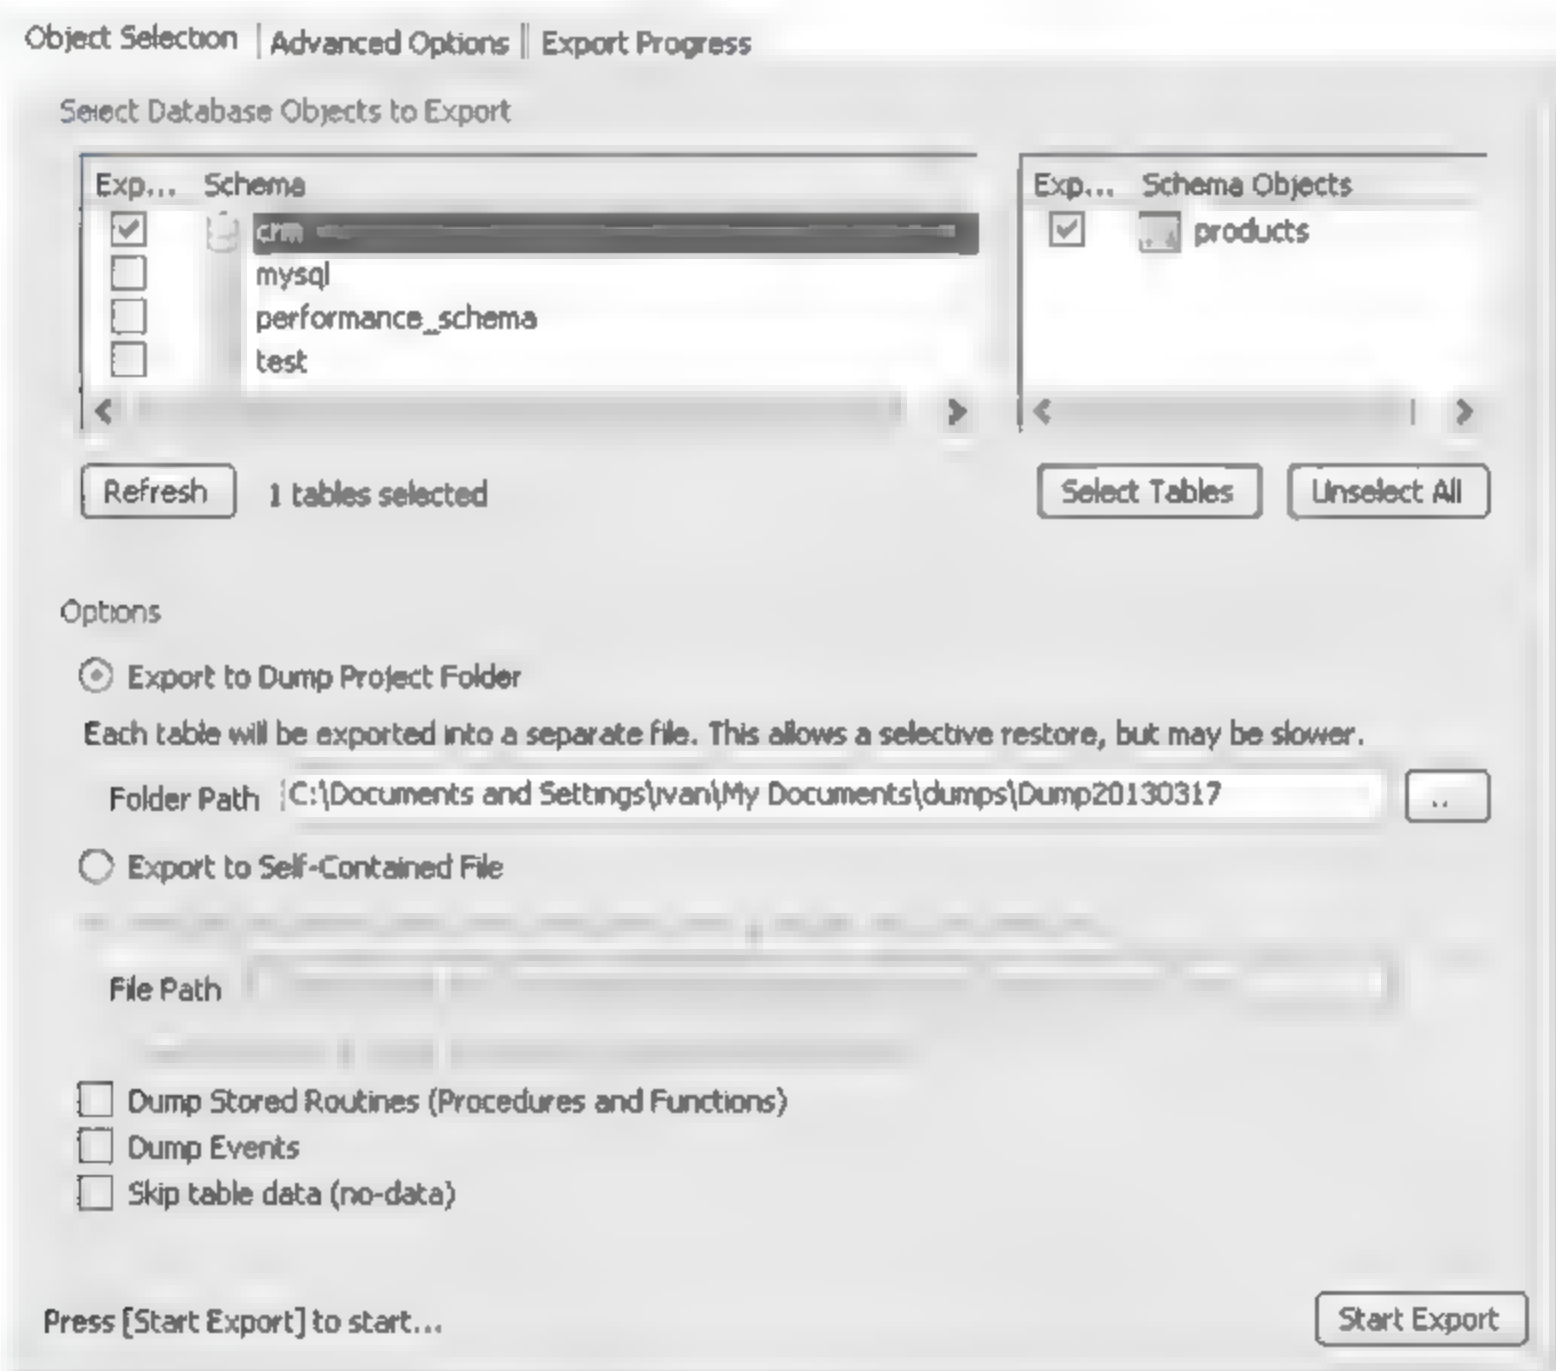 Object Selection Advanced Options Export Progress
Select Database Objects to Export
Exp... Schema
crm
mysql
performance_schema
test
Exp... Schema Objects
products
Refresh 1 tables selected Select Tables Unselect All
Options
Export to Dump Project Folder
Each table will be exported into a separate file. This allows a selective restore, but may be slower.
Folder Path C:\Documents and Settings\ivan\My Documents\dumps\Dump20130317 ..
Export to Self-Contained File
File Path
Dump Stored Routines (Procedures and Functions)
Dump Events
Skip table data (no-data)
Press [Start Export] to start... Start Export